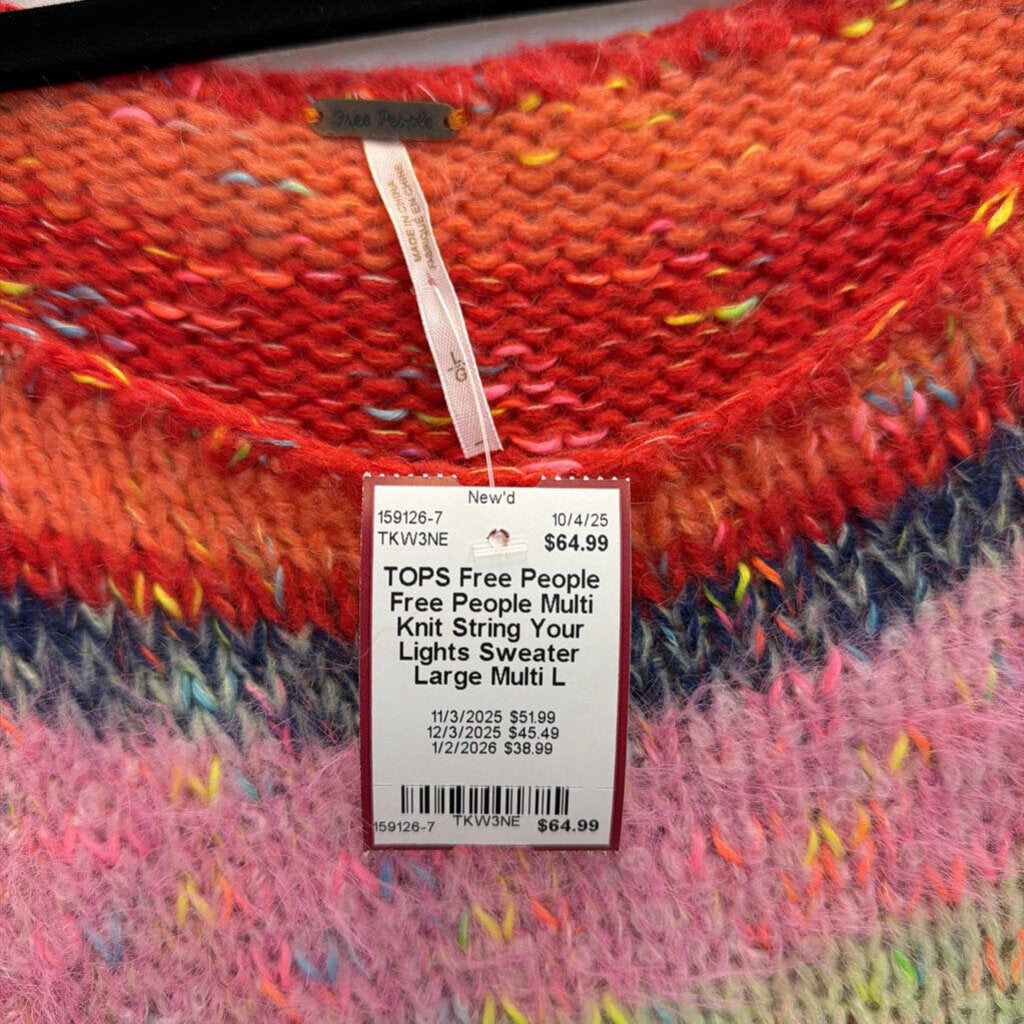 Free People
MADE IN CHINA
FABRIQUÉ EN CHINE
L
G
New'd
159126-7 10/4/25
TKW3NE $64.99
TOPS Free People
Free People Multi
Knit String Your
Lights Sweater
Large Multi L
11/3/2025 $51.99
12/3/2025 $45.49
1/2/2026 $38.99
159126-7 TKW3NE $64.99